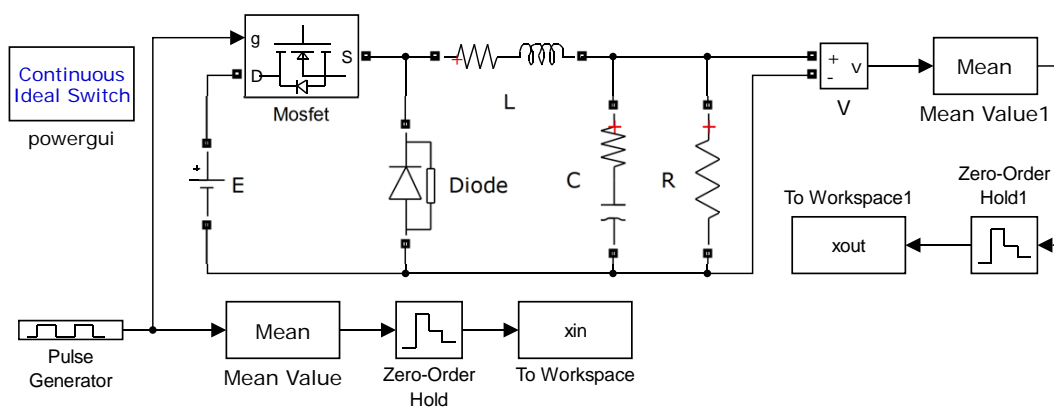 Continuous
Ideal Switch
powergui
g
D
S
Mosfet
E
L
Diode
C
R
+
-
v
V
Mean
Mean Value1
Zero-Order
Hold1
To Workspace1
xout
Pulse
Generator
Mean
Mean Value
Zero-Order
Hold
xin
To Workspace